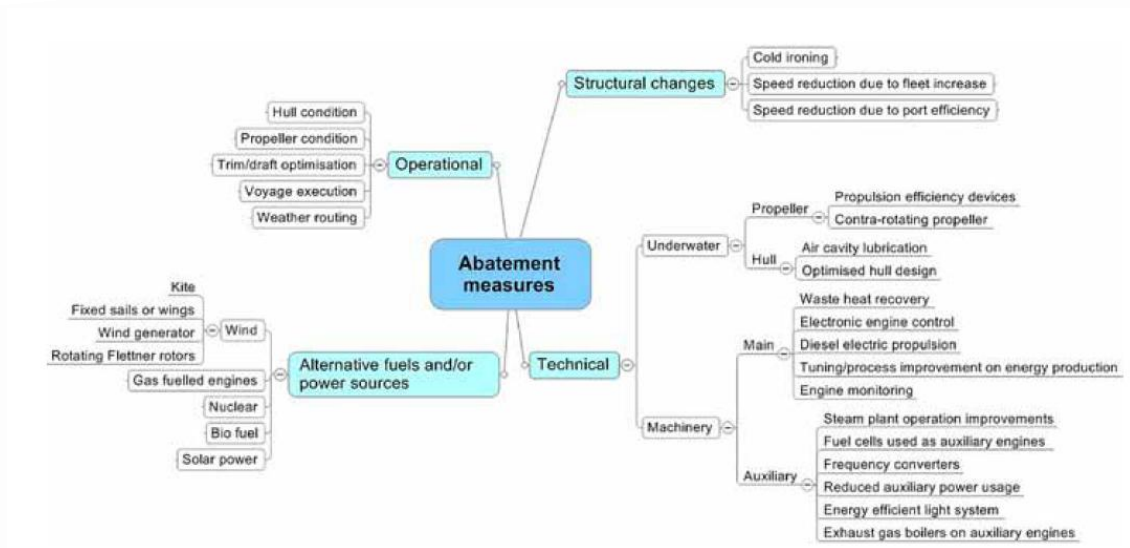 Cold ironing
Structural changes
Speed reduction due to fleet increase
Speed reduction due to port efficiency
Hull condition
Propeller condition
Trim/draft optimisation
Operational
Voyage execution
Weather routing
Abatement
measures
Propulsion efficiency devices
Propeller
Contra-rotating propeller
Underwater
Air cavity lubrication
Hull
Optimised hull design
Kite
Fixed sails or wings
Wind generator
Wind
Rotating Flettner rotors
Alternative fuels and/or
power sources
Gas fuelled engines
Nuclear
Bio fuel
Solar power
Technical
Waste heat recovery
Electronic engine control
Main
Diesel electric propulsion
Tuning/process improvement on energy production
Engine monitoring
Machinery
Steam plant operation improvements
Fuel cells used as auxiliary engines
Frequency converters
Auxiliary
Reduced auxiliary power usage
Energy efficient light system
Exhaust gas boilers on auxiliary engines